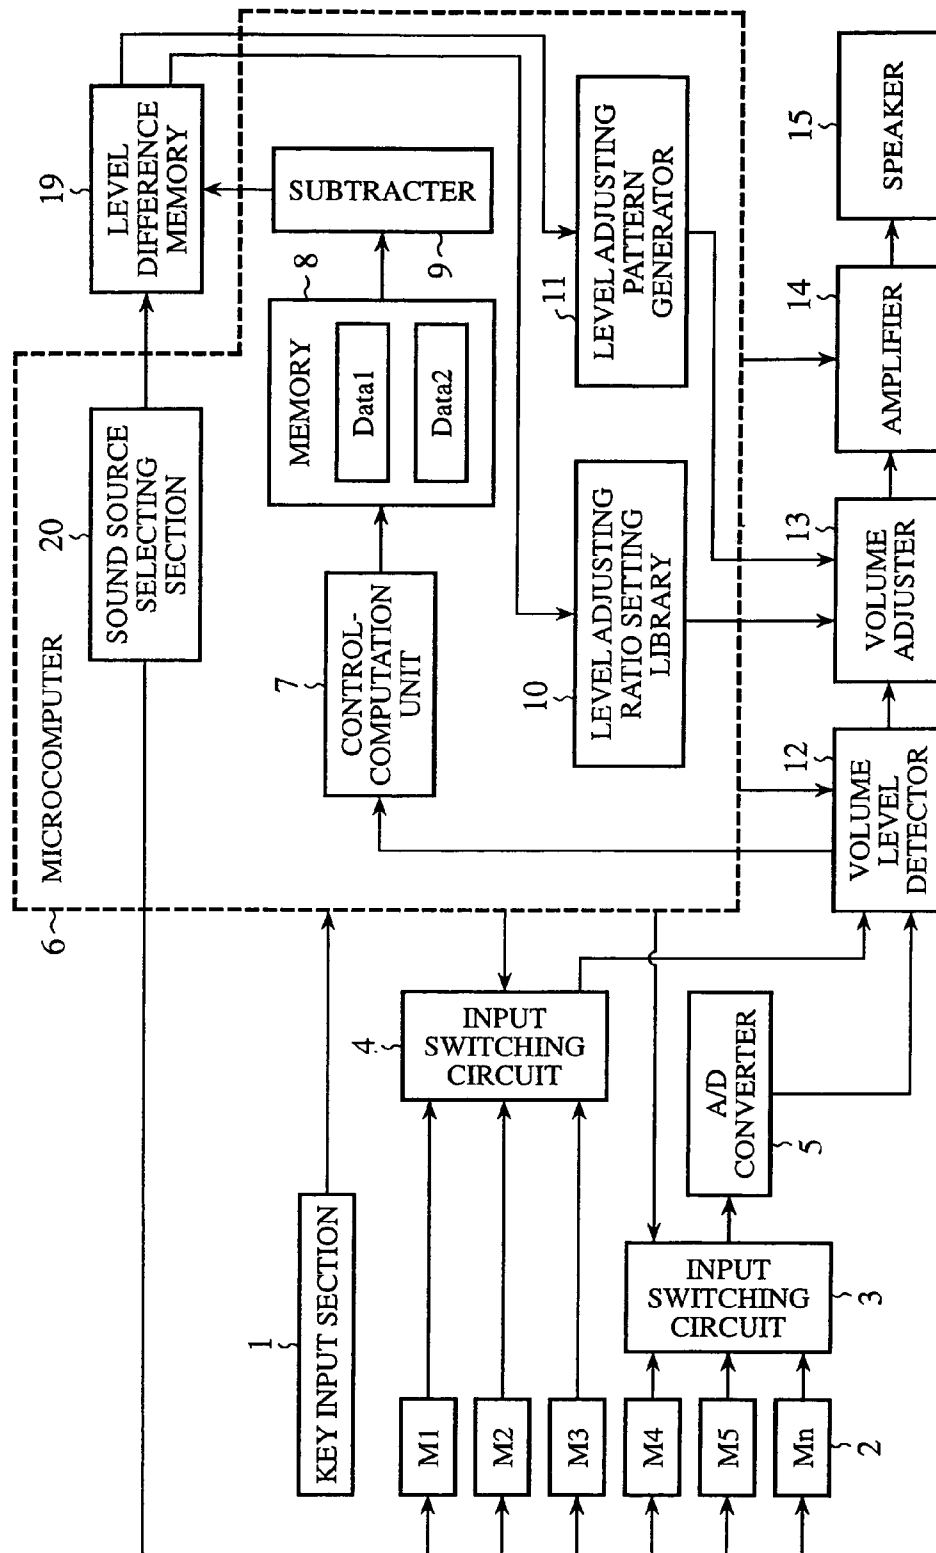 6
MICROCOMPUTER
20
SOUND SOURCE
SELECTING
SECTION
19
LEVEL
DIFFERENCE
MEMORY
7
CONTROL-
COMPUTATION
UNIT
MEMORY
8
Data1
Data2
SUBTRACTER
9
10
LEVEL ADJUSTING
RATIO SETTING
LIBRARY
11
LEVEL ADJUSTING
PATTERN
GENERATOR
1
KEY INPUT SECTION
4
INPUT
SWITCHING
CIRCUIT
M1
M2
M3
M4
M5
Mn
2
INPUT
SWITCHING
CIRCUIT
3
A/D
CONVERTER
5
12
VOLUME
LEVEL
DETECTOR
13
VOLUME
ADJUSTER
14
AMPLIFIER
15
SPEAKER